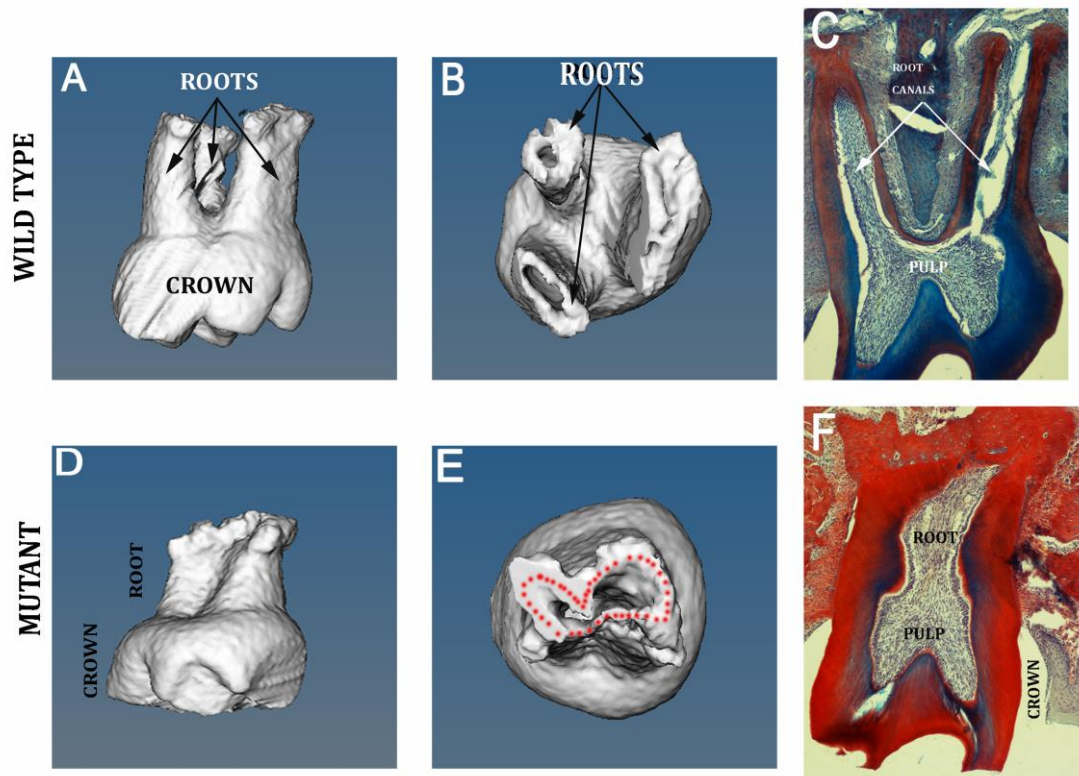 WILD TYPE
A
ROOTS
CROWN
B
ROOTS
C
ROOT
CANALS
PULP
MUTANT
D
ROOT
CROWN
E
F
ROOT
PULP
CROWN